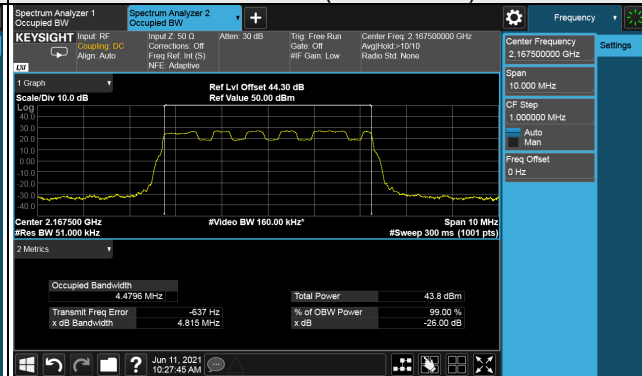 Spectrum Analyzer 1
Occupied BW
Spectrum Analyzer 2
Occupied BW
Frequency
KEYSIGHT
Input: RF
Coupling: DC
Align: Auto
Input Z: 50 Ω
Corrections: Off
Freq Ref: Int (S)
NFE: Adaptive
Atten: 30 dB
Trig: Free Run
Gate: Off
#IF Gain: Low
Center Freq: 2.167500000 GHz
Avg|Hold:>10/10
Radio Std: None
LXI
Center Frequency
2.167500000 GHz
Settings
Span
10.000 MHz
CF Step
1.000000 MHz
Auto
Man
Freq Offset
0 Hz
1 Graph
Scale/Div 10.0 dB
Ref Lvl Offset 44.30 dB
Ref Value 50.00 dBm
Log
40.0
30.0
20.0
10.0
0.00
-10.0
-20.0
-30.0
-40.0
Center 2.167500 GHz
#Res BW 51.000 kHz
#Video BW 160.00 kHz*
Span 10 MHz
#Sweep 300 ms (1001 pts)
2 Metrics
Occupied Bandwidth
4.4796 MHz
Total Power 43.8 dBm
Transmit Freq Error -637 Hz
% of OBW Power 99.00 %
x dB Bandwidth 4.815 MHz
x dB -26.00 dB
Jun 11, 2021
10:27:45 AM